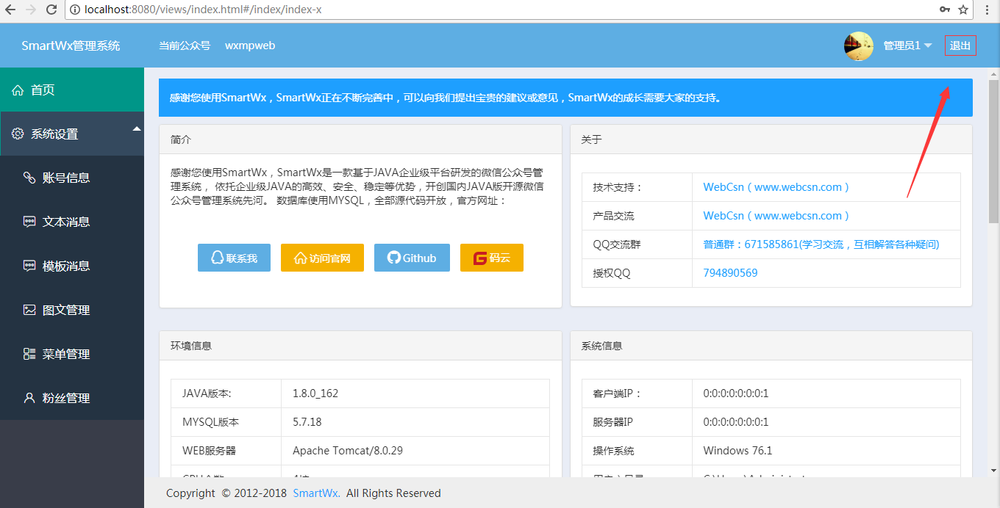 localhost:8080/views/index.html#/index/index-x
SmartWx管理系统
当前公众号 wxmpweb
管理员1
退出
首页
系统设置
账号信息
文本消息
模板消息
图文管理
菜单管理
粉丝管理
感谢您使用SmartWx，SmartWx正在不断完善中，可以向我们提出宝贵的建议或意见，SmartWx的成长需要大家的支持。
简介
感谢您使用SmartWx，SmartWx是一款基于JAVA企业级平台研发的微信公众号管
理系统， 依托企业级JAVA的高效、安全、稳定等优势，开创国内JAVA版开源微信
公众号管理系统先河。 数据库使用MYSQL，全部源代码开放，官方网址：
联系我
访问官网
Github
码云
关于
技术支持： WebCsn ( www.webcsn.com )
产品交流 WebCsn ( www.webcsn.com )
QQ交流群 普通群：671585861(学习交流，互相解答各种疑问)
授权QQ 794890569
环境信息
JAVA版本: 1.8.0_162
MYSQL版本 5.7.18
WEB服务器 Apache Tomcat/8.0.29
系统信息
客户端IP： 0:0:0:0:0:0:0:1
服务器IP 0:0:0:0:0:0:0:1
操作系统 Windows 76.1
Copyright © 2012-2018 SmartWx. All Rights Reserved